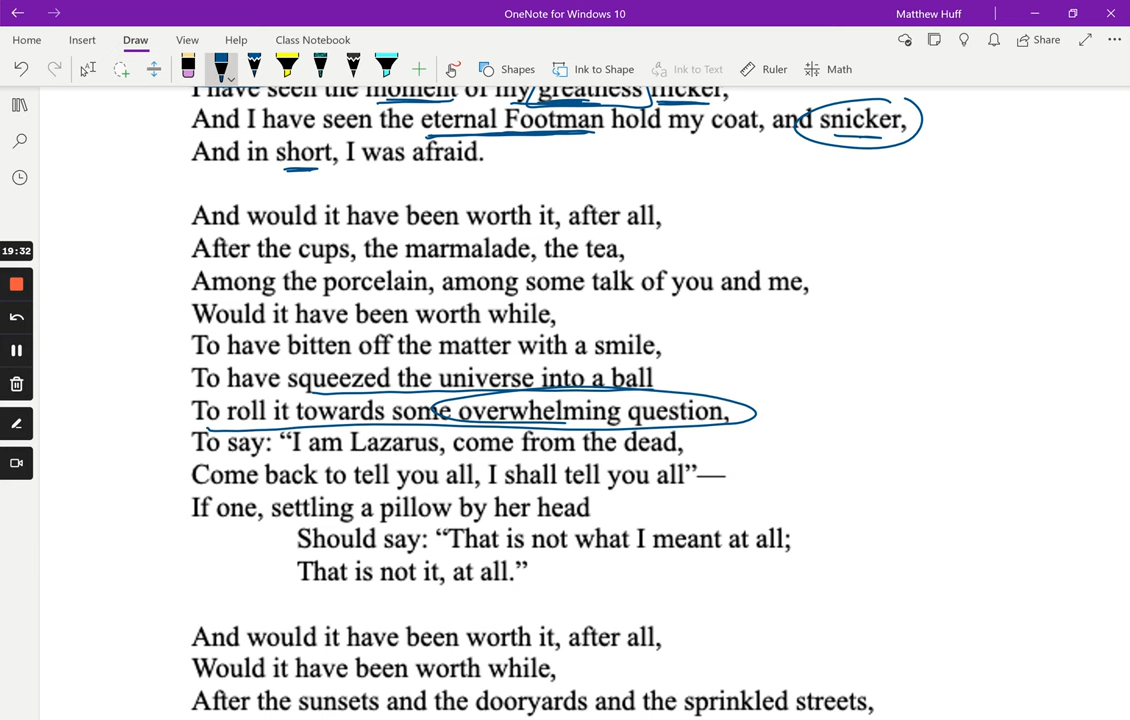 OneNote for Windows 10
Matthew Huff
Home Insert Draw View Help Class Notebook
Share
Shapes Ink to Shape Ink to Text Ruler Math
I have seen the moment of my greatness flicker,
And I have seen the eternal Footman hold my coat, and snicker,
And in short, I was afraid.
And would it have been worth it, after all,
After the cups, the marmalade, the tea,
Among the porcelain, among some talk of you and me,
Would it have been worth while,
To have bitten off the matter with a smile,
To have squeezed the universe into a ball
To roll it towards some overwhelming question,
To say: “I am Lazarus, come from the dead,
Come back to tell you all, I shall tell you all”—
If one, settling a pillow by her head
Should say: “That is not what I meant at all;
That is not it, at all.”
And would it have been worth it, after all,
Would it have been worth while,
After the sunsets and the dooryards and the sprinkled streets,
19:32